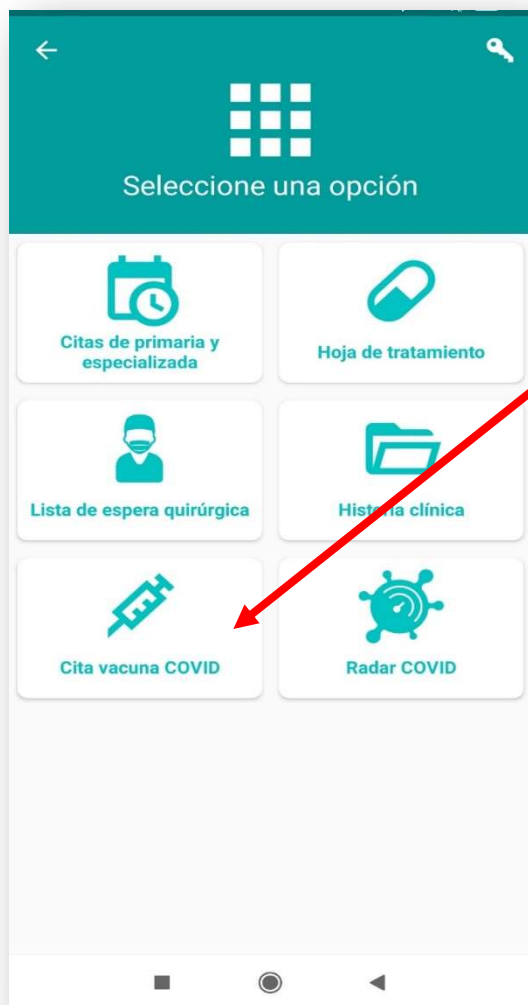 Seleccione una opción
Citas de primaria y
especializada
Hoja de tratamiento
Lista de espera quirúrgica
Historia clínica
Cita vacuna COVID
Radar COVID